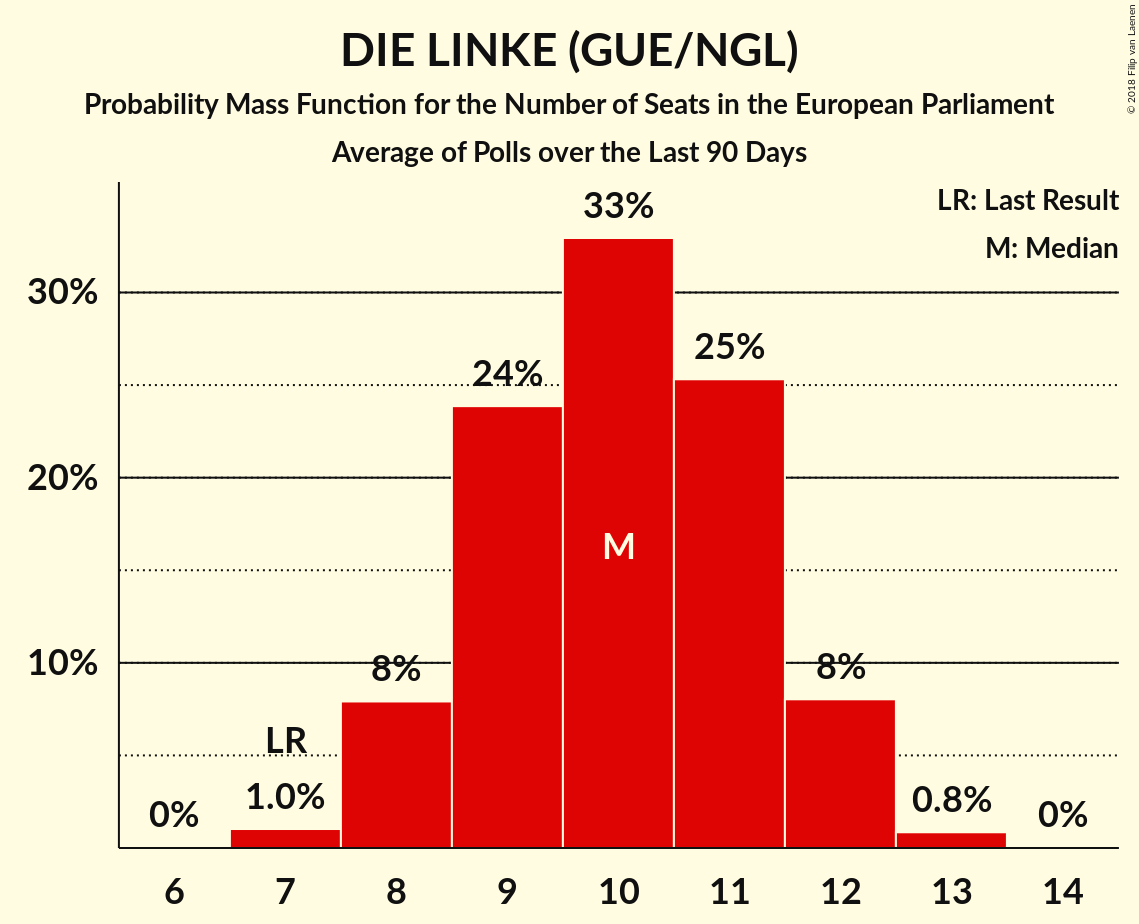 DIE LINKE (GUE/NGL)
Probability Mass Function for the Number of Seats in the European Parliament
Average of Polls over the Last 90 Days
© 2018 Filip van Laenen
LR: Last Result
M: Median
33%
30%
25%
24%
20%
M
10%
8%
8%
LR
1.0%
0.8%
0%
0%
6 7 8 9 10 11 12 13 14